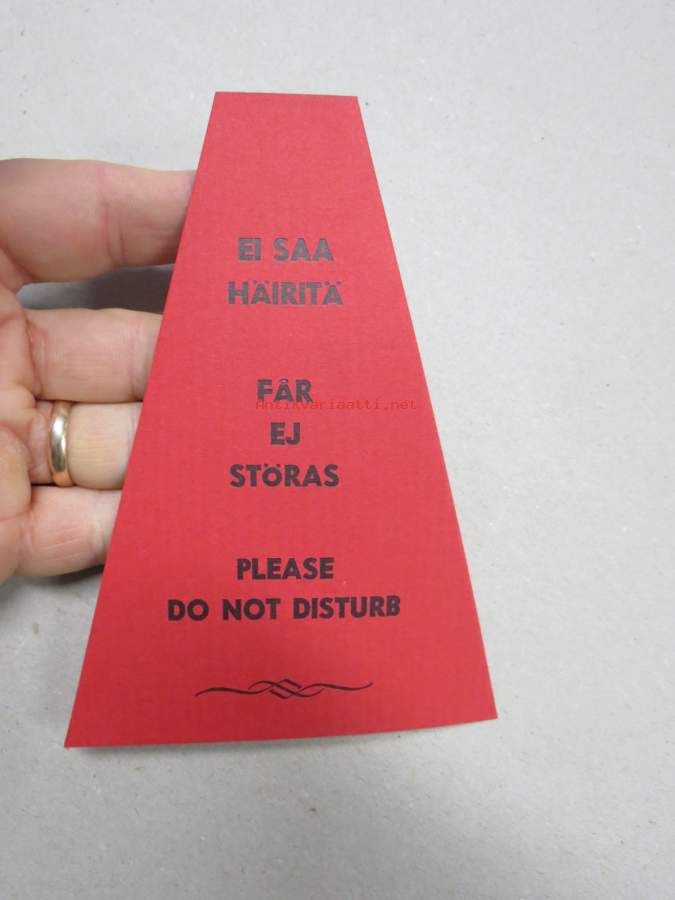 EI SAA
HÄIRITÄ
FÅR
Antikvariaatti.net
EJ
STÖRAS
PLEASE
DO NOT DISTURB